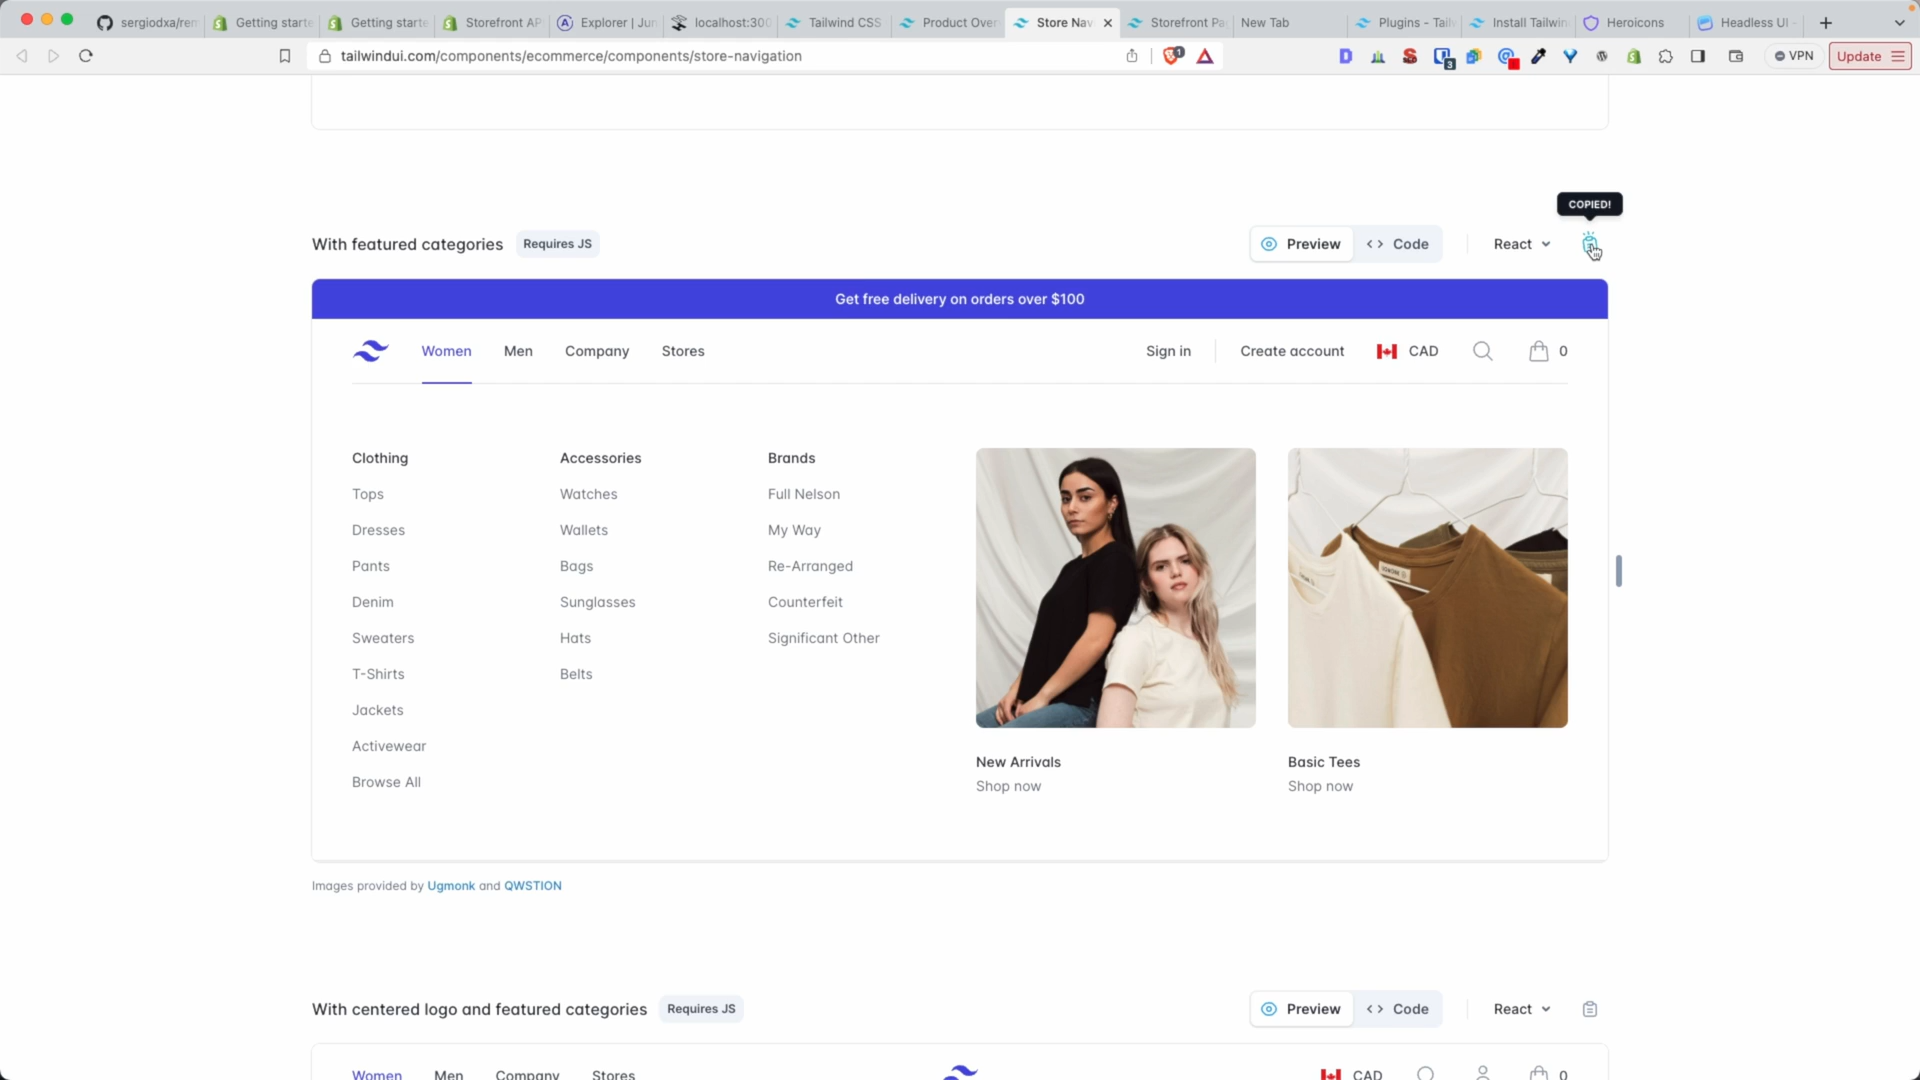 sergiodxa/rem
Getting starte
Getting starte
Storefront AP
Explorer | Jun
localhost:300
Tailwind CSS
Product Over
Store Nav
Storefront Pa
New Tab
Plugins - Tail
Install Tailwin
Heroicons
Headless UI -
tailwindui.com/components/ecommerce/components/store-navigation
1
3
VPN
Update
COPIED!
With featured categories
Requires JS
Preview
Code
React
Get free delivery on orders over $100
Women
Men
Company
Stores
Sign in
Create account
CAD
0
Clothing
Tops
Dresses
Pants
Denim
Sweaters
T-Shirts
Jackets
Activewear
Browse All
Accessories
Watches
Wallets
Bags
Sunglasses
Hats
Belts
Brands
Full Nelson
My Way
Re-Arranged
Counterfeit
Significant Other
New Arrivals
Shop now
Basic Tees
Shop now
Images provided by Ugmonk and QWSTION
With centered logo and featured categories
Requires JS
Preview
Code
React
Women
Men
Company
Stores
CAD
0